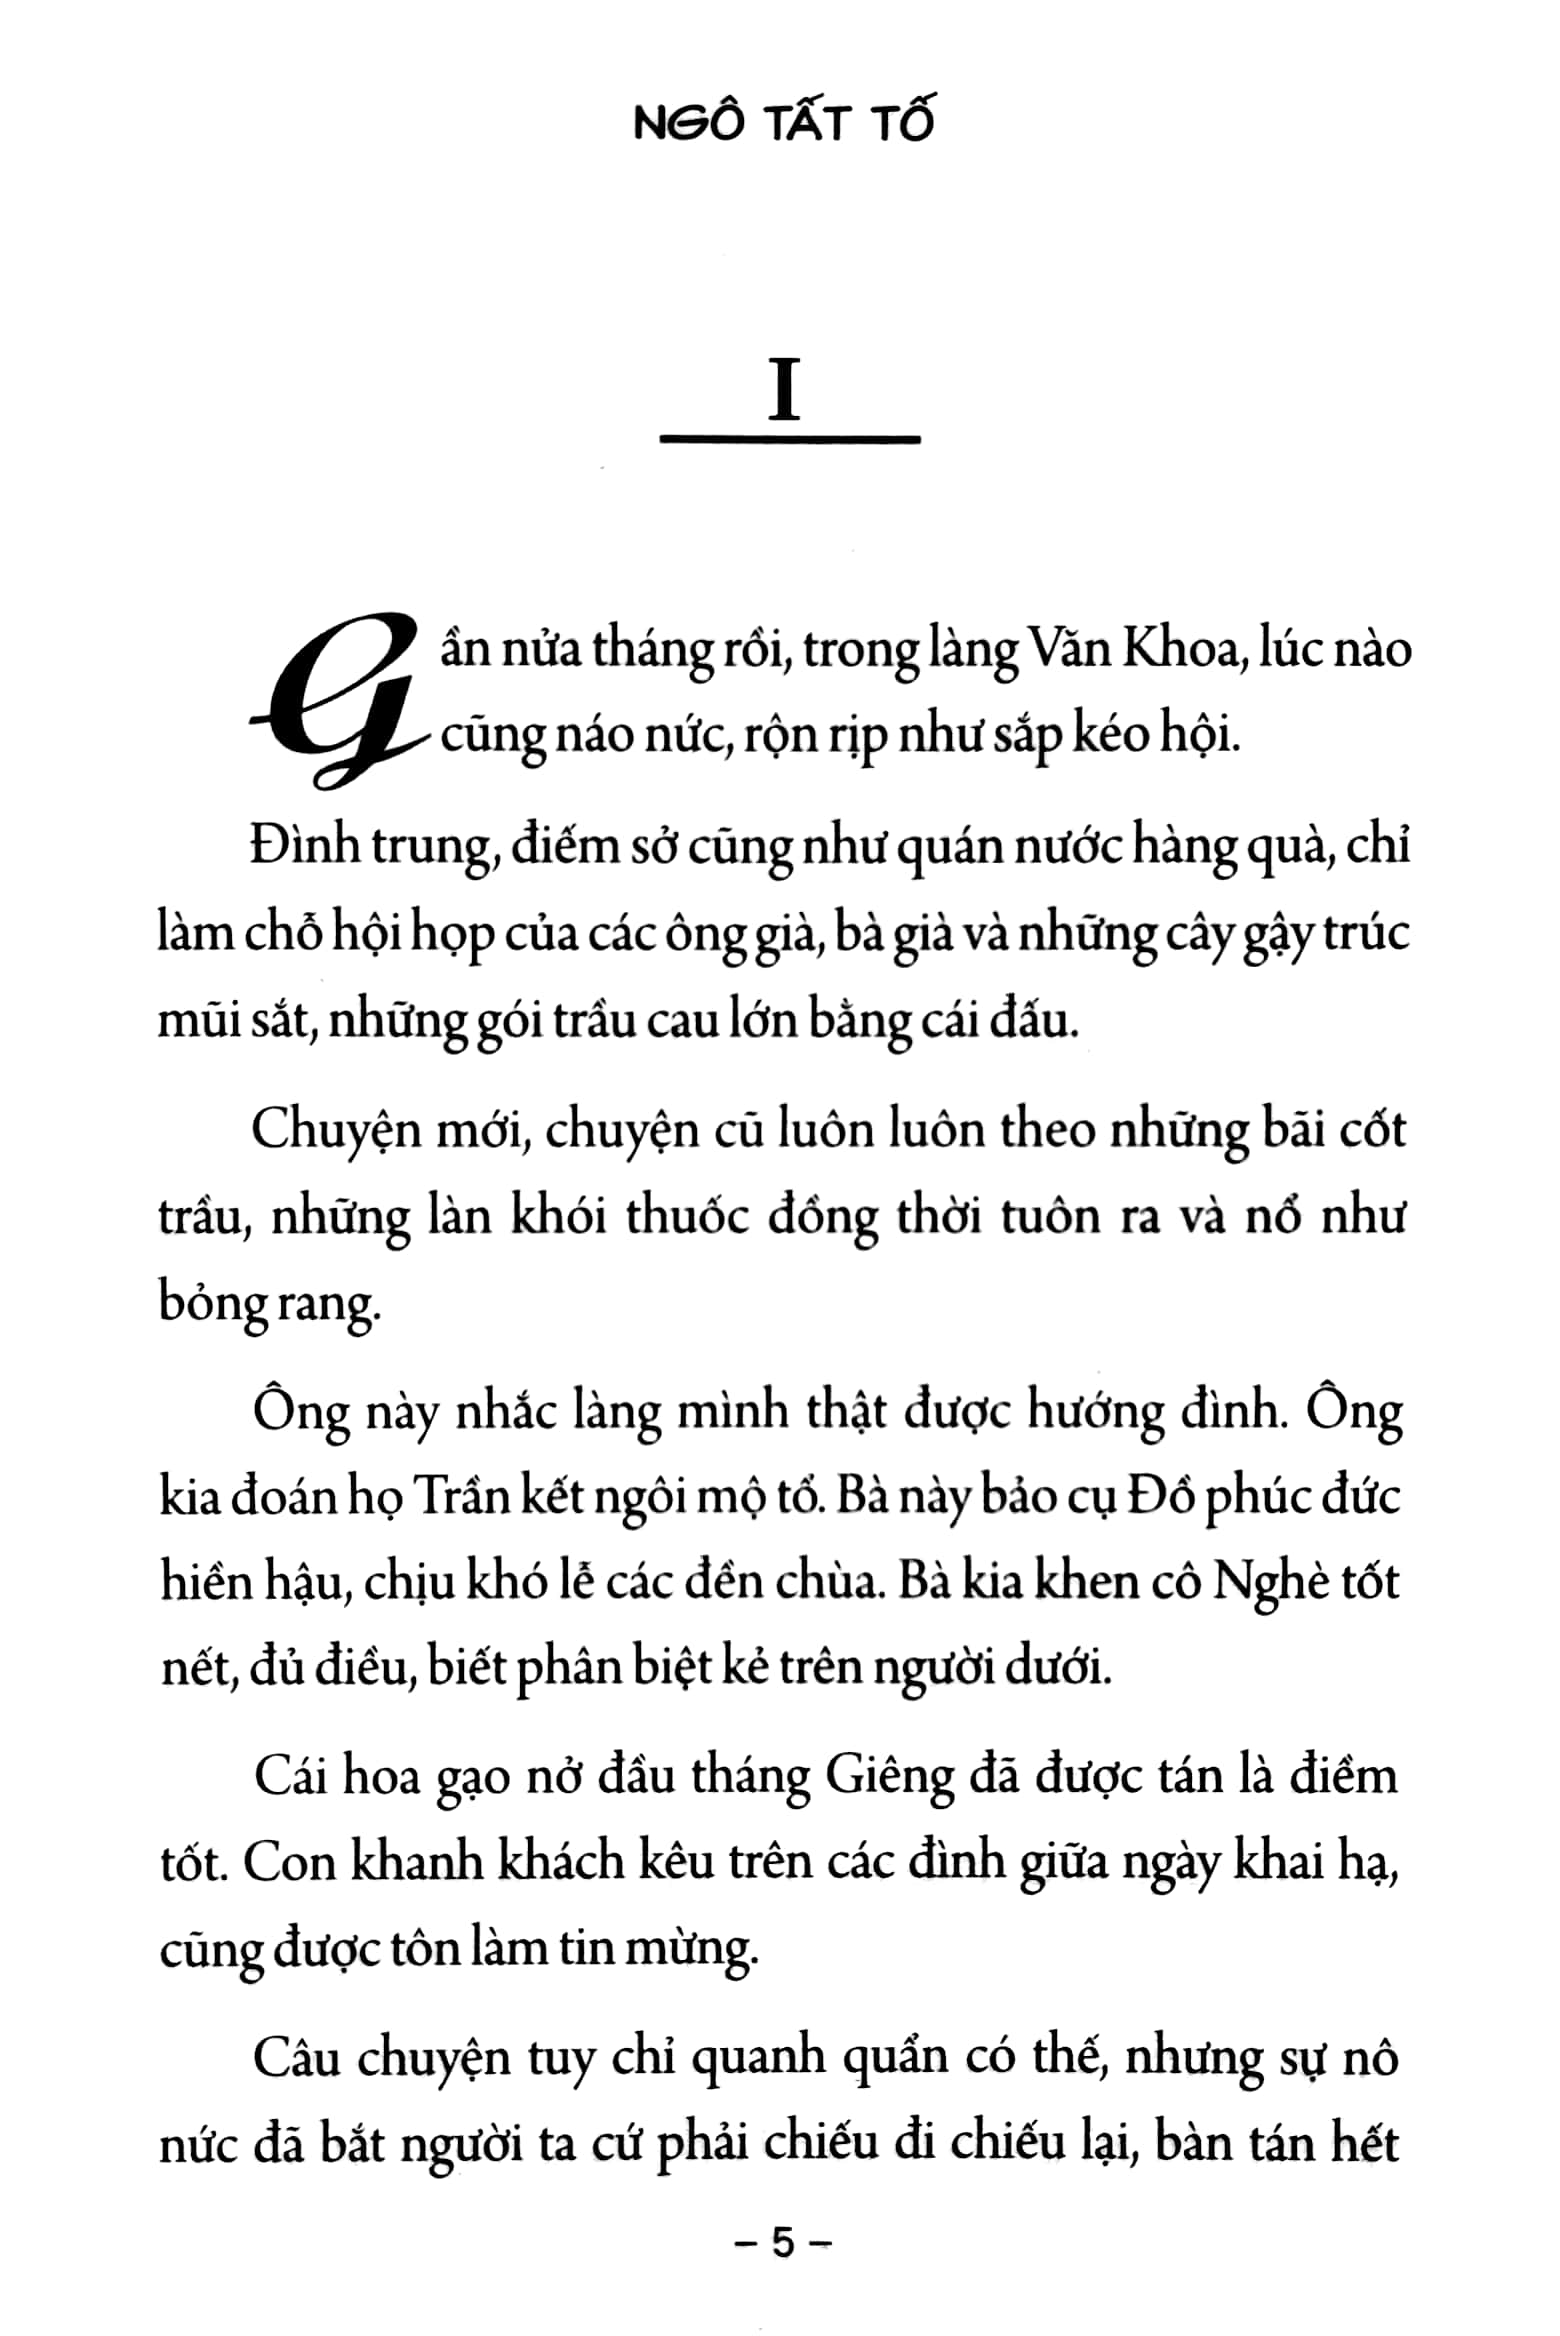 NGÔ TẤT TỐ
I
Gần nửa tháng rồi, trong làng Văn Khoa, lúc nào
cũng náo nức, rộn rịp như sắp kéo hội.
Đình trung, điếm sở cũng như quán nước hàng quà, chỉ
làm chỗ hội họp của các ông già, bà già và những cây gậy trúc
mũi sắt, những gói trầu cau lớn bằng cái đấu.
Chuyện mới, chuyện cũ luôn luôn theo những bãi cốt
trầu, những làn khói thuốc đồng thời tuôn ra và nổ như
bỏng rang.
Ông này nhắc làng mình thật được hướng đình. Ông
kia đoán họ Trần kết ngôi mộ tổ. Bà này bảo cụ Đồ phúc đức
hiền hậu, chịu khó lễ các đền chùa. Bà kia khen cô Nghè tốt
nết, đủ điều, biết phân biệt kẻ trên người dưới.
Cái hoa gạo nở đầu tháng Giêng đã được tán là điềm
tốt. Con khanh khách kêu trên các đình giữa ngày khai hạ,
cũng được tôn làm tin mừng.
Câu chuyện tuy chỉ quanh quẩn có thế, nhưng sự nô
nức đã bắt người ta cứ phải chiếu đi chiếu lại, bàn tán hết
– 5 –